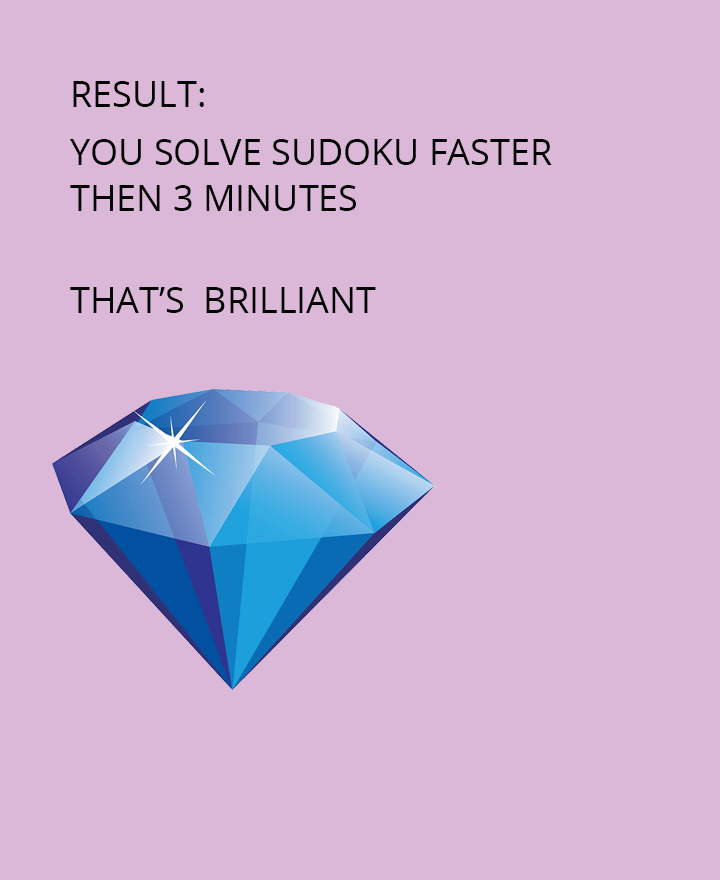 RESULT:
YOU SOLVE SUDOKU FASTER
THEN 3 MINUTES
THAT’S  BRILLIANT